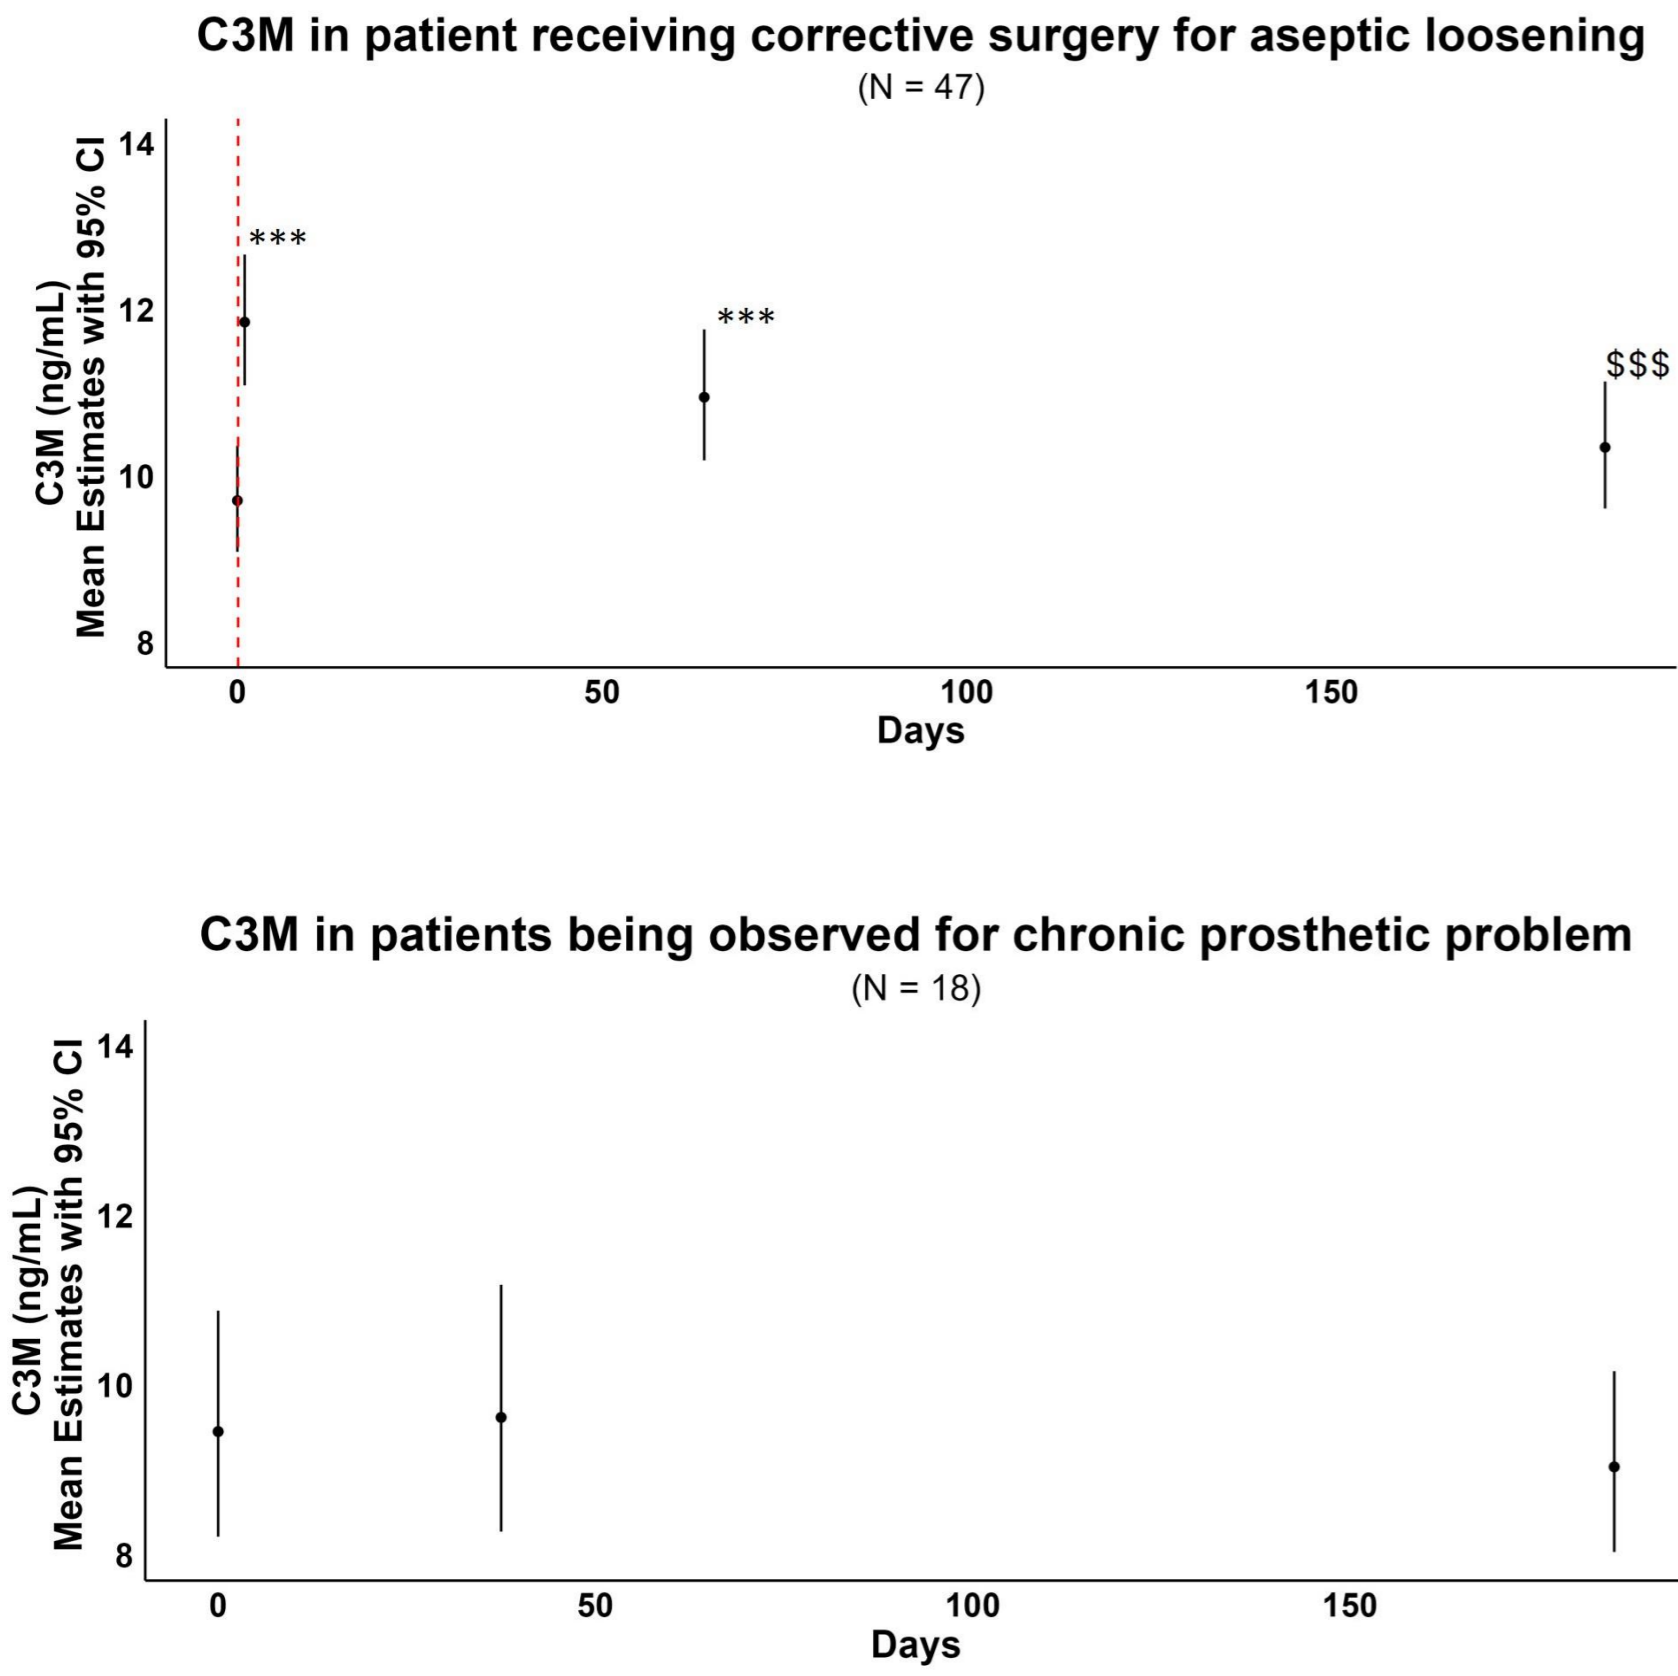 C3M in patient receiving corrective surgery for aseptic loosening
(N = 47)
C3M (ng/mL)
Mean Estimates with 95% CI
14
12
10
8
***
***
$$$
0 50 100 150
Days
C3M in patients being observed for chronic prosthetic problem
(N = 18)
C3M (ng/mL)
Mean Estimates with 95% CI
14
12
10
8
0 50 100 150
Days